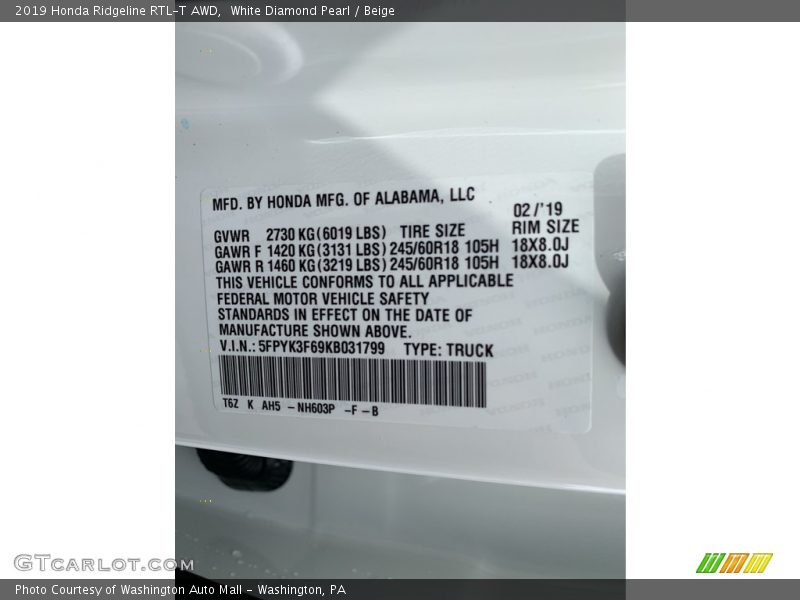 2019 Honda Ridgeline RTL-T AWD,  White Diamond Pearl / Beige
MFD. BY HONDA MFG. OF ALABAMA, LLC
02/'19
GVWR 2730 KG(6019 LBS) TIRE SIZE RIM SIZE
GAWR F 1420 KG(3131 LBS) 245/60R18 105H 18X8.0J
GAWR R 1460 KG(3219 LBS) 245/60R18 105H 18X8.0J
THIS VEHICLE CONFORMS TO ALL APPLICABLE
FEDERAL MOTOR VEHICLE SAFETY
STANDARDS IN EFFECT ON THE DATE OF
MANUFACTURE SHOWN ABOVE.
V.I.N.: 5FPYK3F69KB031799 TYPE: TRUCK
T6Z K AH5 -NH603P -F-B
GTCARLOT.COM
Photo Courtesy of Washington Auto Mall - Washington, PA